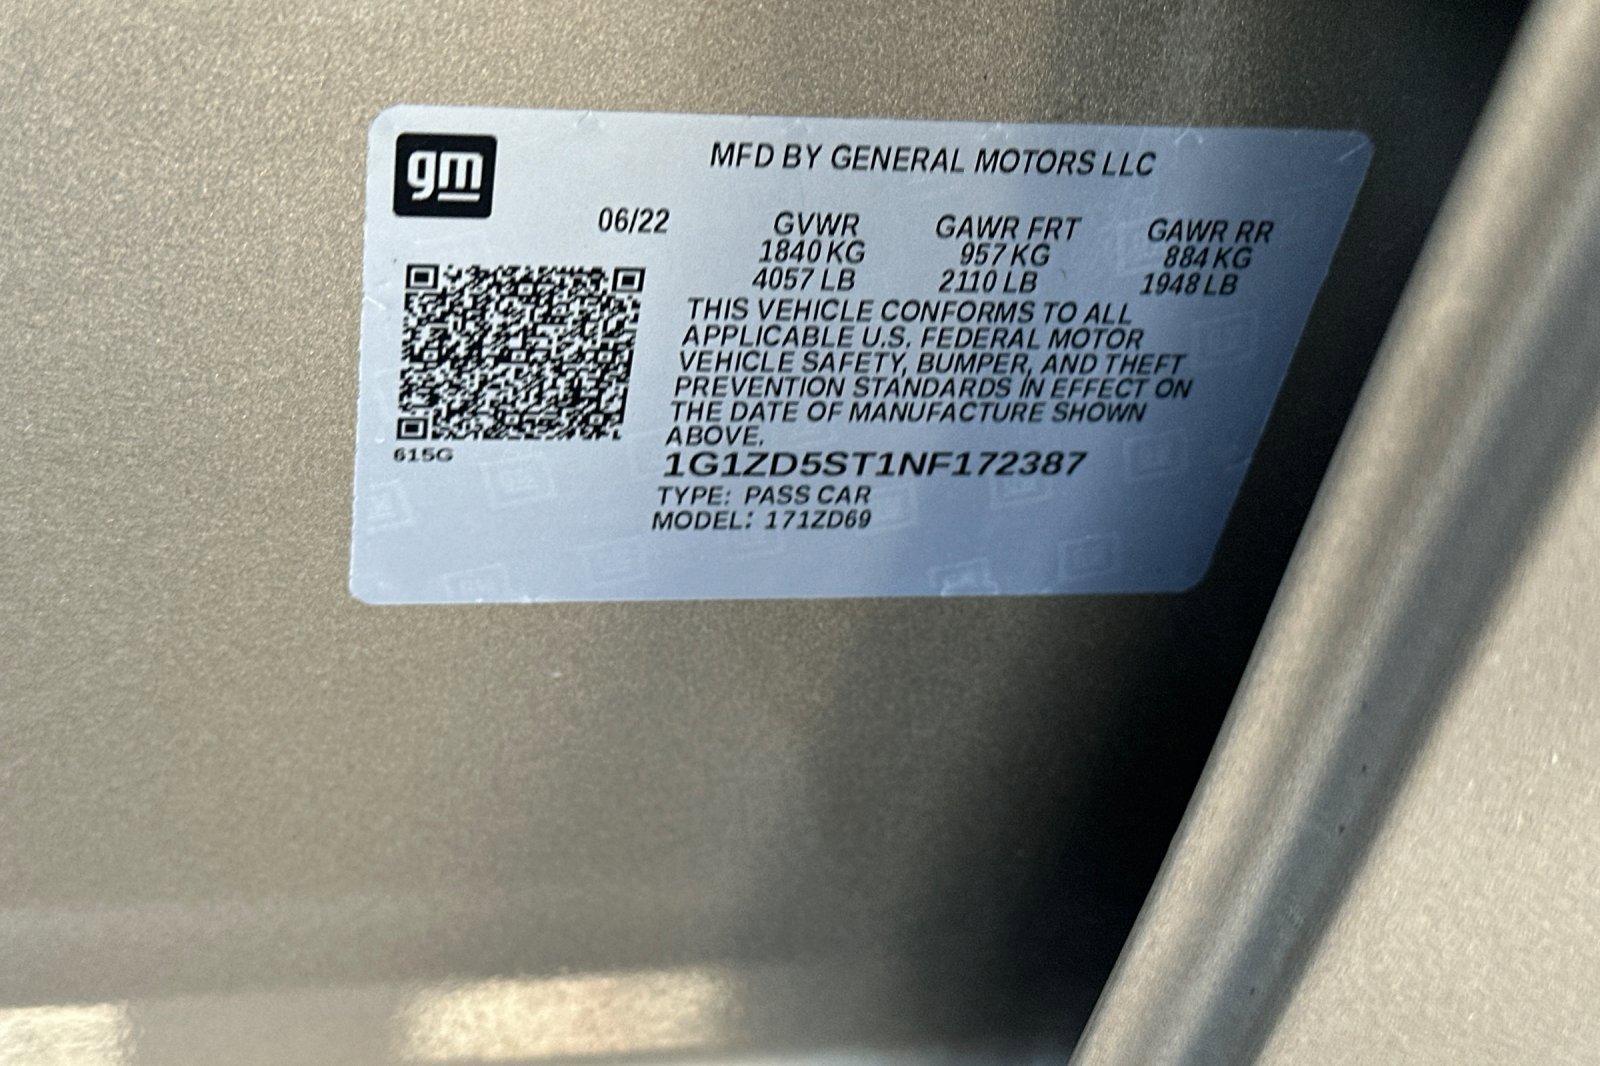 gm
MFD BY GENERAL MOTORS LLC
06/22 GVWR GAWR FRT GAWR RR
1840 KG 957 KG 884 KG
4057 LB 2110 LB 1948 LB
THIS VEHICLE CONFORMS TO ALL
APPLICABLE U.S. FEDERAL MOTOR
VEHICLE SAFETY, BUMPER, AND THEFT
PREVENTION STANDARDS IN EFFECT ON
THE DATE OF MANUFACTURE SHOWN
ABOVE.
615G
1G1ZD5ST1NF172387
TYPE: PASS CAR
MODEL: 171ZD69